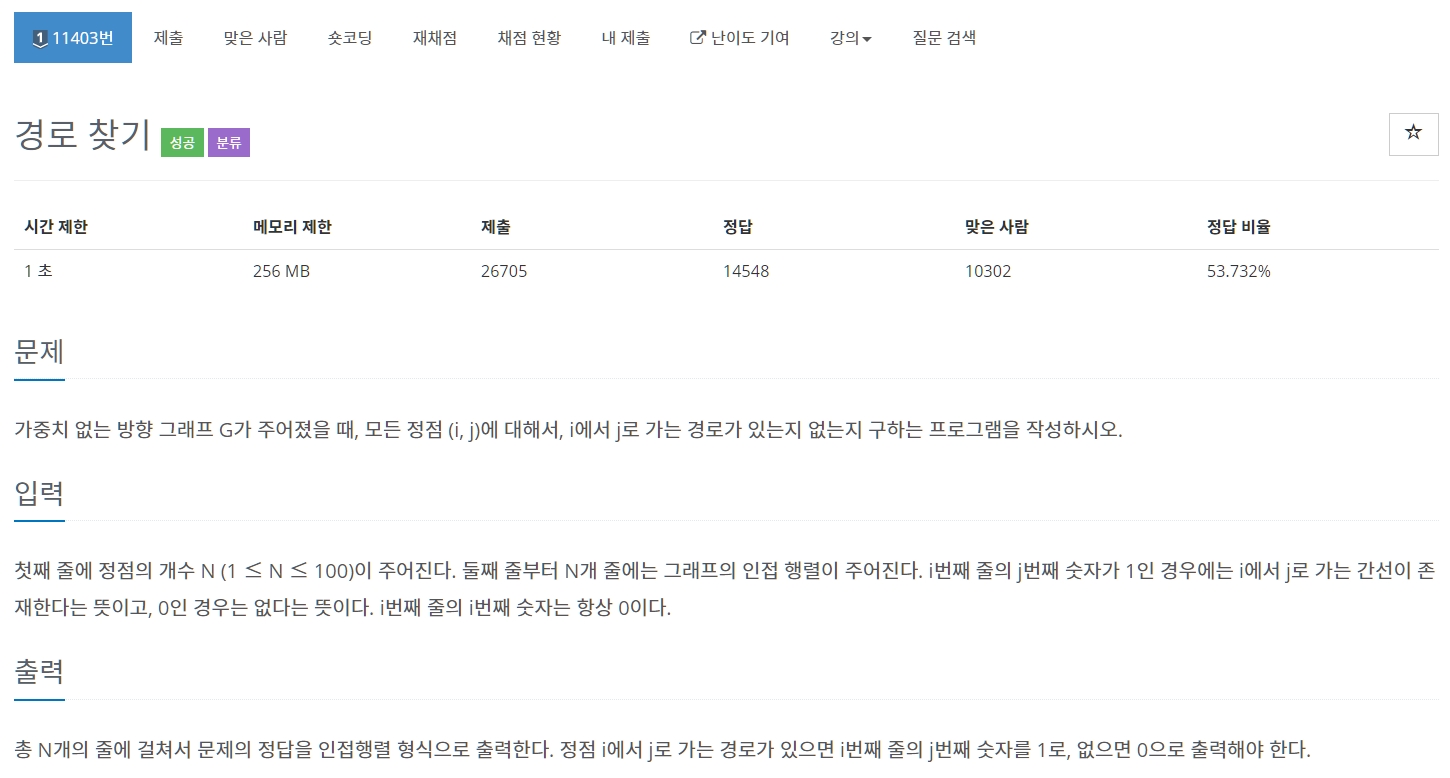 1 11403번 제출 맞은 사람 숏코딩 재채점 채점 현황 내 제출 난이도 기여 강의 질문 검색
경로 찾기 성공 분류
시간 제한 메모리 제한 제출 정답 맞은 사람 정답 비율
1 초 256 MB 26705 14548 10302 53.732%
문제
가중치 없는 방향 그래프 G가 주어졌을 때, 모든 정점 (i, j)에 대해서, i에서 j로 가는 경로가 있는지 없는지 구하는 프로그램을 작성하시오.
입력
첫째 줄에 정점의 개수 N (1 ≤ N ≤ 100)이 주어진다. 둘째 줄부터 N개 줄에는 그래프의 인접 행렬이 주어진다. i번째 줄의 j번째 숫자가 1인 경우에는 i에서 j로 가는 간선이 존
재한다는 뜻이고, 0인 경우는 없다는 뜻이다. i번째 줄의 i번째 숫자는 항상 0이다.
출력
총 N개의 줄에 걸쳐서 문제의 정답을 인접행렬 형식으로 출력한다. 정점 i에서 j로 가는 경로가 있으면 i번째 줄의 j번째 숫자를 1로, 없으면 0으로 출력해야 한다.